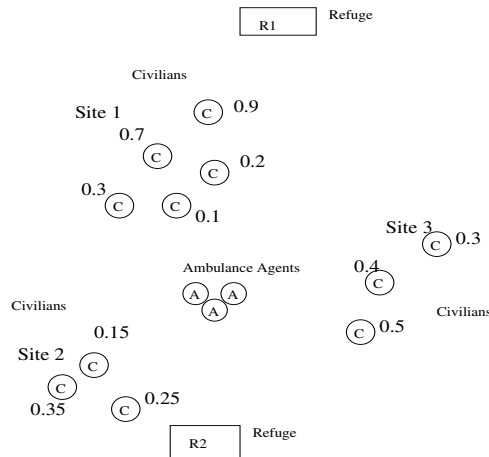 R1
Refuge
Civilians
Site 1
C
0.9
0.7
C
C
0.2
0.3
C
C
0.1
Site 3
C
0.3
Ambulance Agents
0.4
C
A
A
A
Civilians
Civilians
0.15
C
0.5
Site 2
C
C
0.35
C
0.25
R2
Refuge